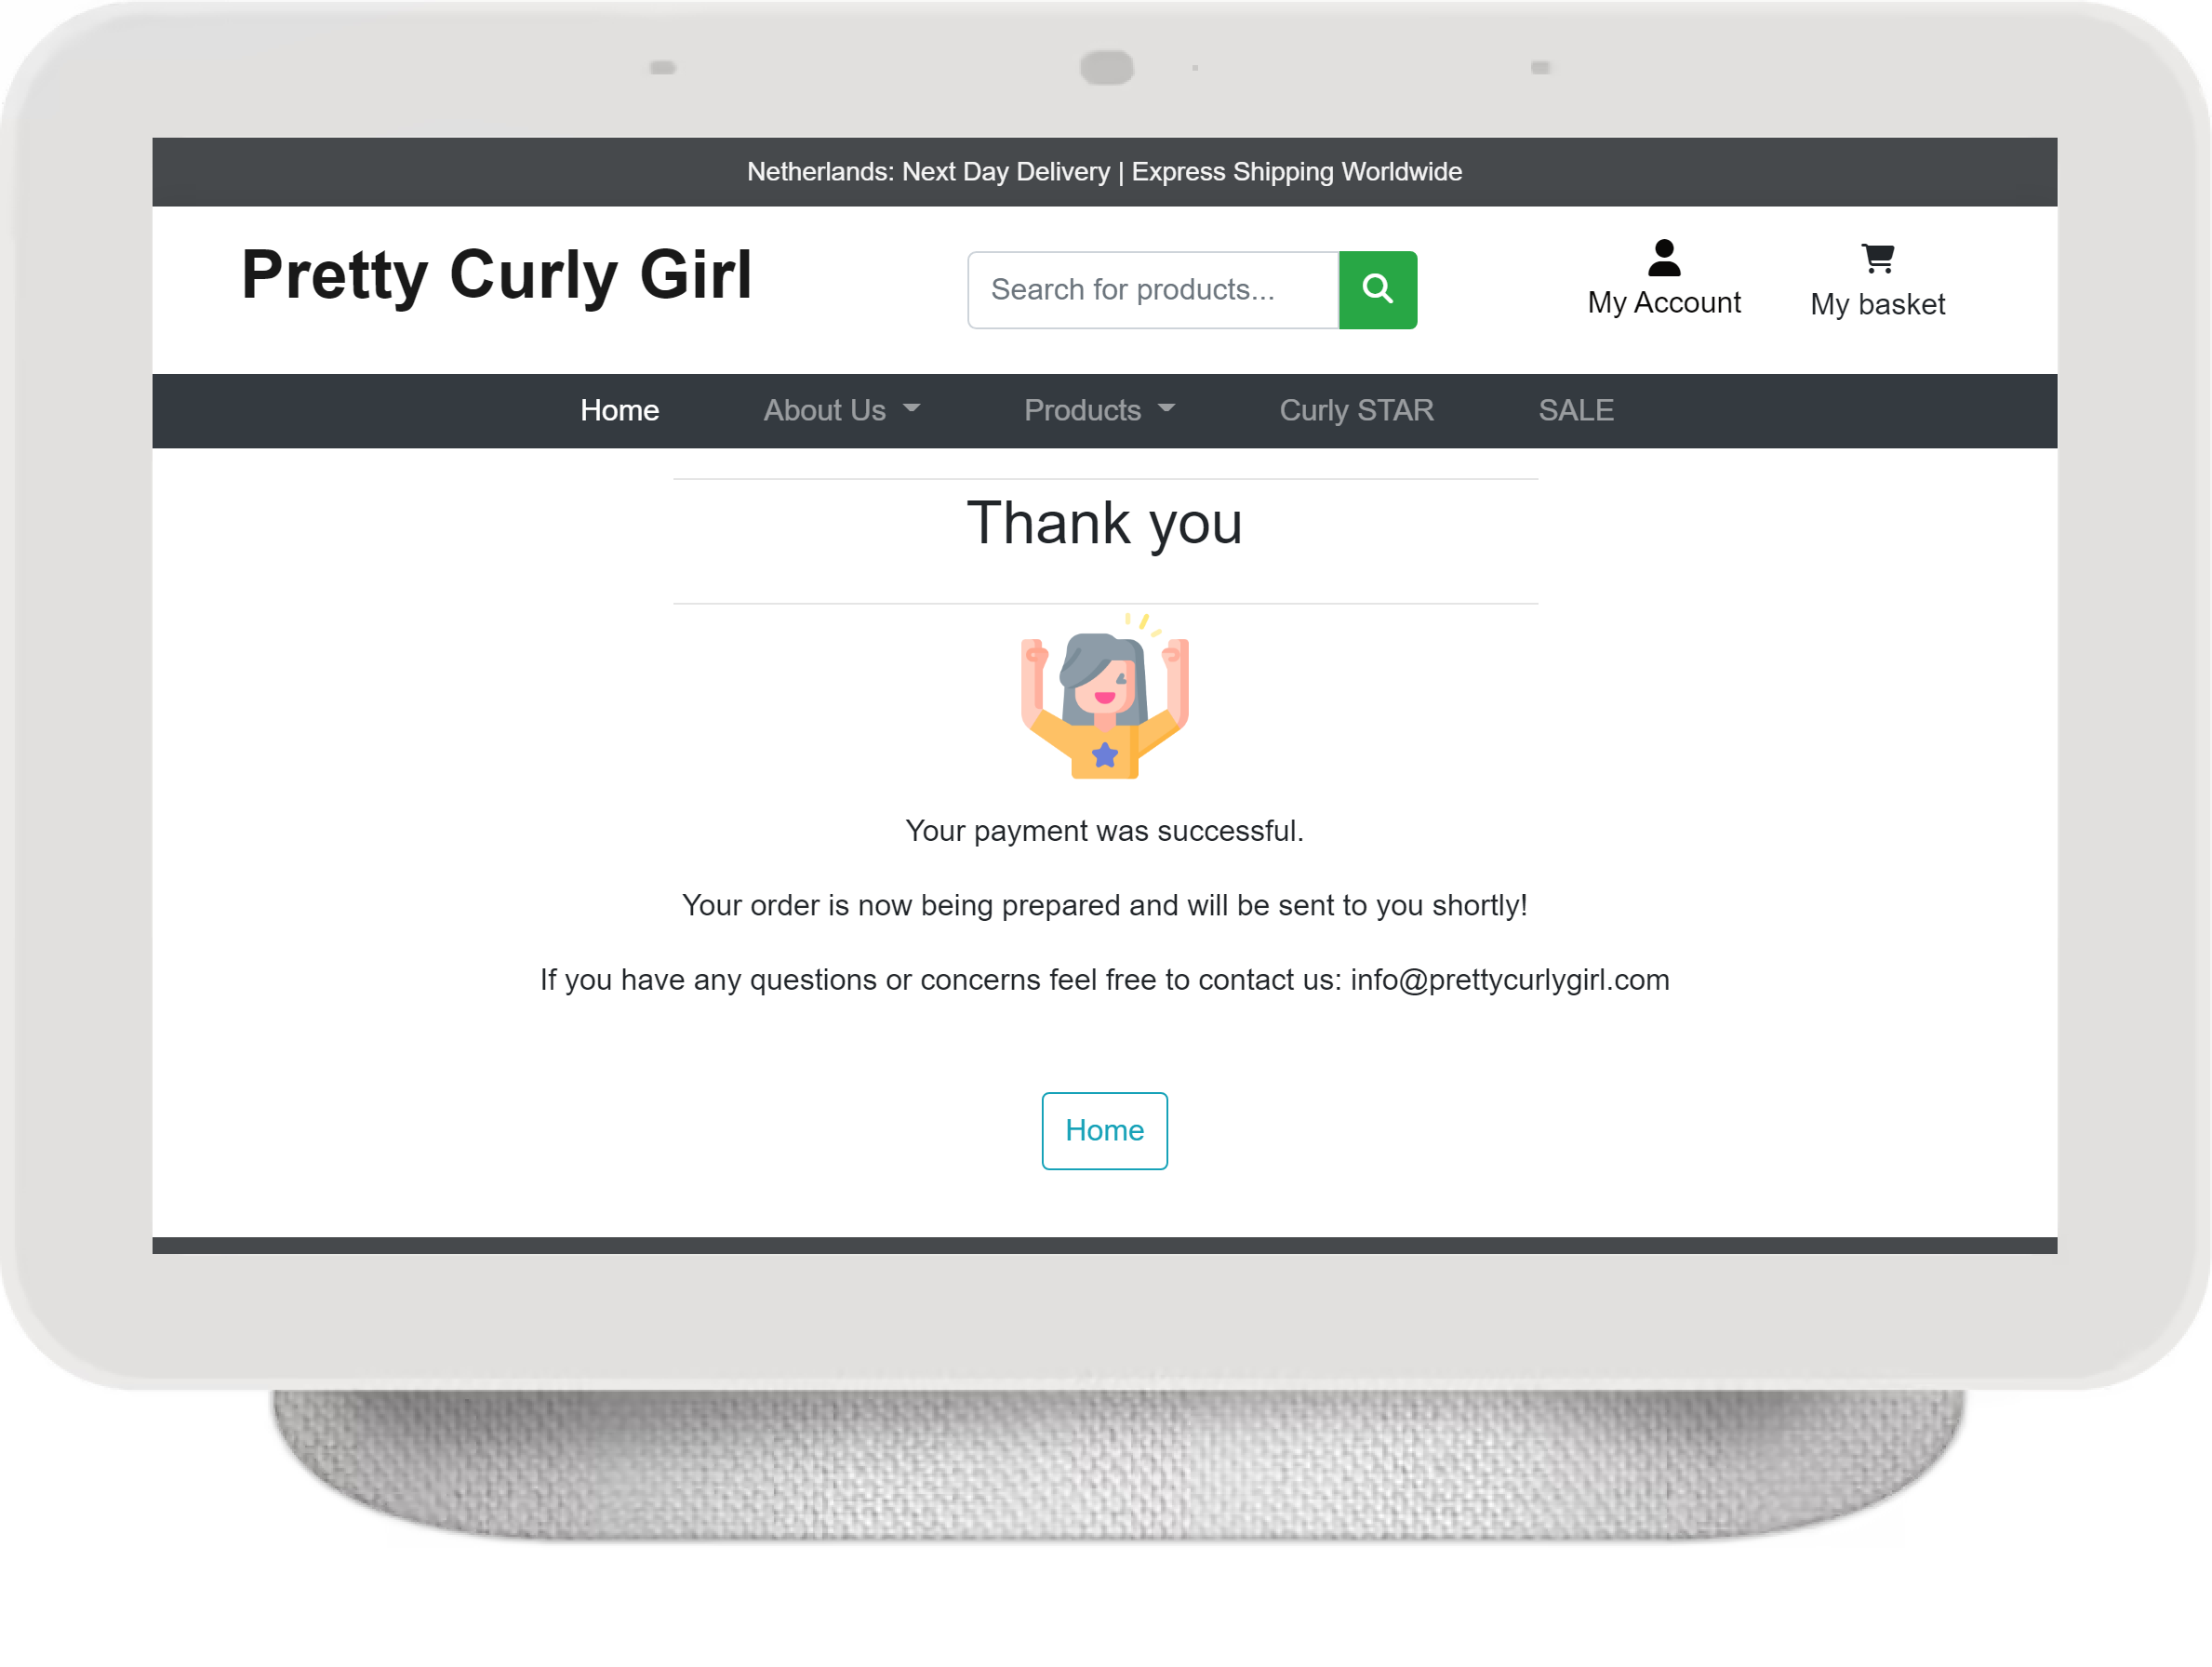 Netherlands: Next Day Delivery | Express Shipping Worldwide
Pretty Curly Girl
Search for products...
My Account
My basket
Home
About Us
Products
Curly STAR
SALE
Thank you
Your payment was successful.
Your order is now being prepared and will be sent to you shortly!
If you have any questions or concerns feel free to contact us: info@prettycurlygirl.com
Home